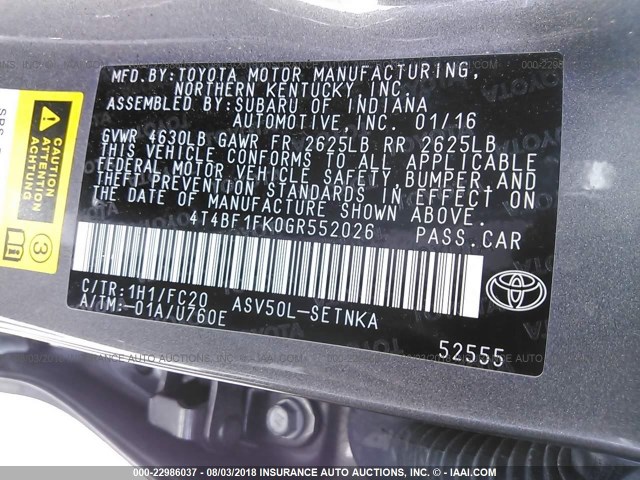 MFD.BY:TOYOTA MOTOR MANUFACTURING,
NORTHERN KENTUCKY,INC.
ASSEMBLED BY:SUBARU OF INDIANA
AUTOMOTIVE,INC. 01/16
GVWR 4630LB GAWR FR 2625LB RR 2625LB
THIS VEHICLE CONFORMS TO ALL APPLICABLE
FEDERAL MOTOR VEHICLE SAFETY,BUMPER,AND
THEFT PREVENTION STANDARDS IN EFFECT ON
THE DATE OF MANUFACTURE SHOWN ABOVE.
4T4BF1FK0GR552026 PASS.CAR
C/TR:1H1/FC20 ASV50L-SETNKA
A/TM:-01A/U760E
52555
TOYOTA
ATTENTION
ACHTUNG
3
000-22986037 - 08/03/2018 - INSURANCE AUTO AUCTIONS, INC. (C) - IAAI.COM